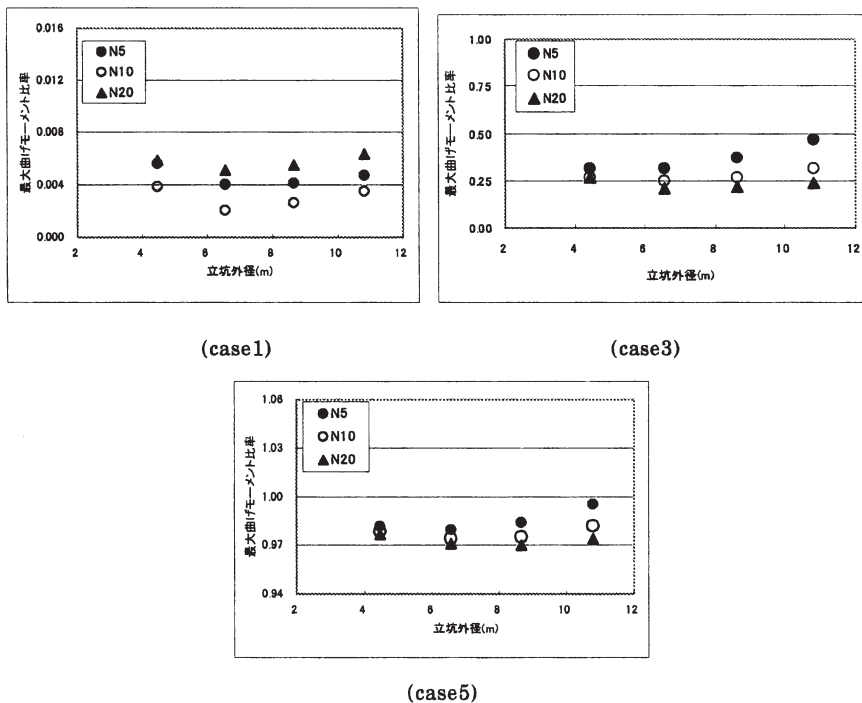 0.016
0.012
0.008
0.004
0.000
最大曲げモーメント比率
● N5
○ N10
▲ N20
2 4 6 8 10 12
立坑外径(m)
(case1)
1.00
0.75
0.50
0.25
0.00
最大曲げモーメント比率
● N5
○ N10
▲ N20
2 4 6 8 10 12
立坑外径(m)
(case3)
1.06
1.03
1.00
0.97
0.94
最大曲げモーメント比率
● N5
○ N10
▲ N20
2 4 6 8 10 12
立坑外径(m)
(case5)